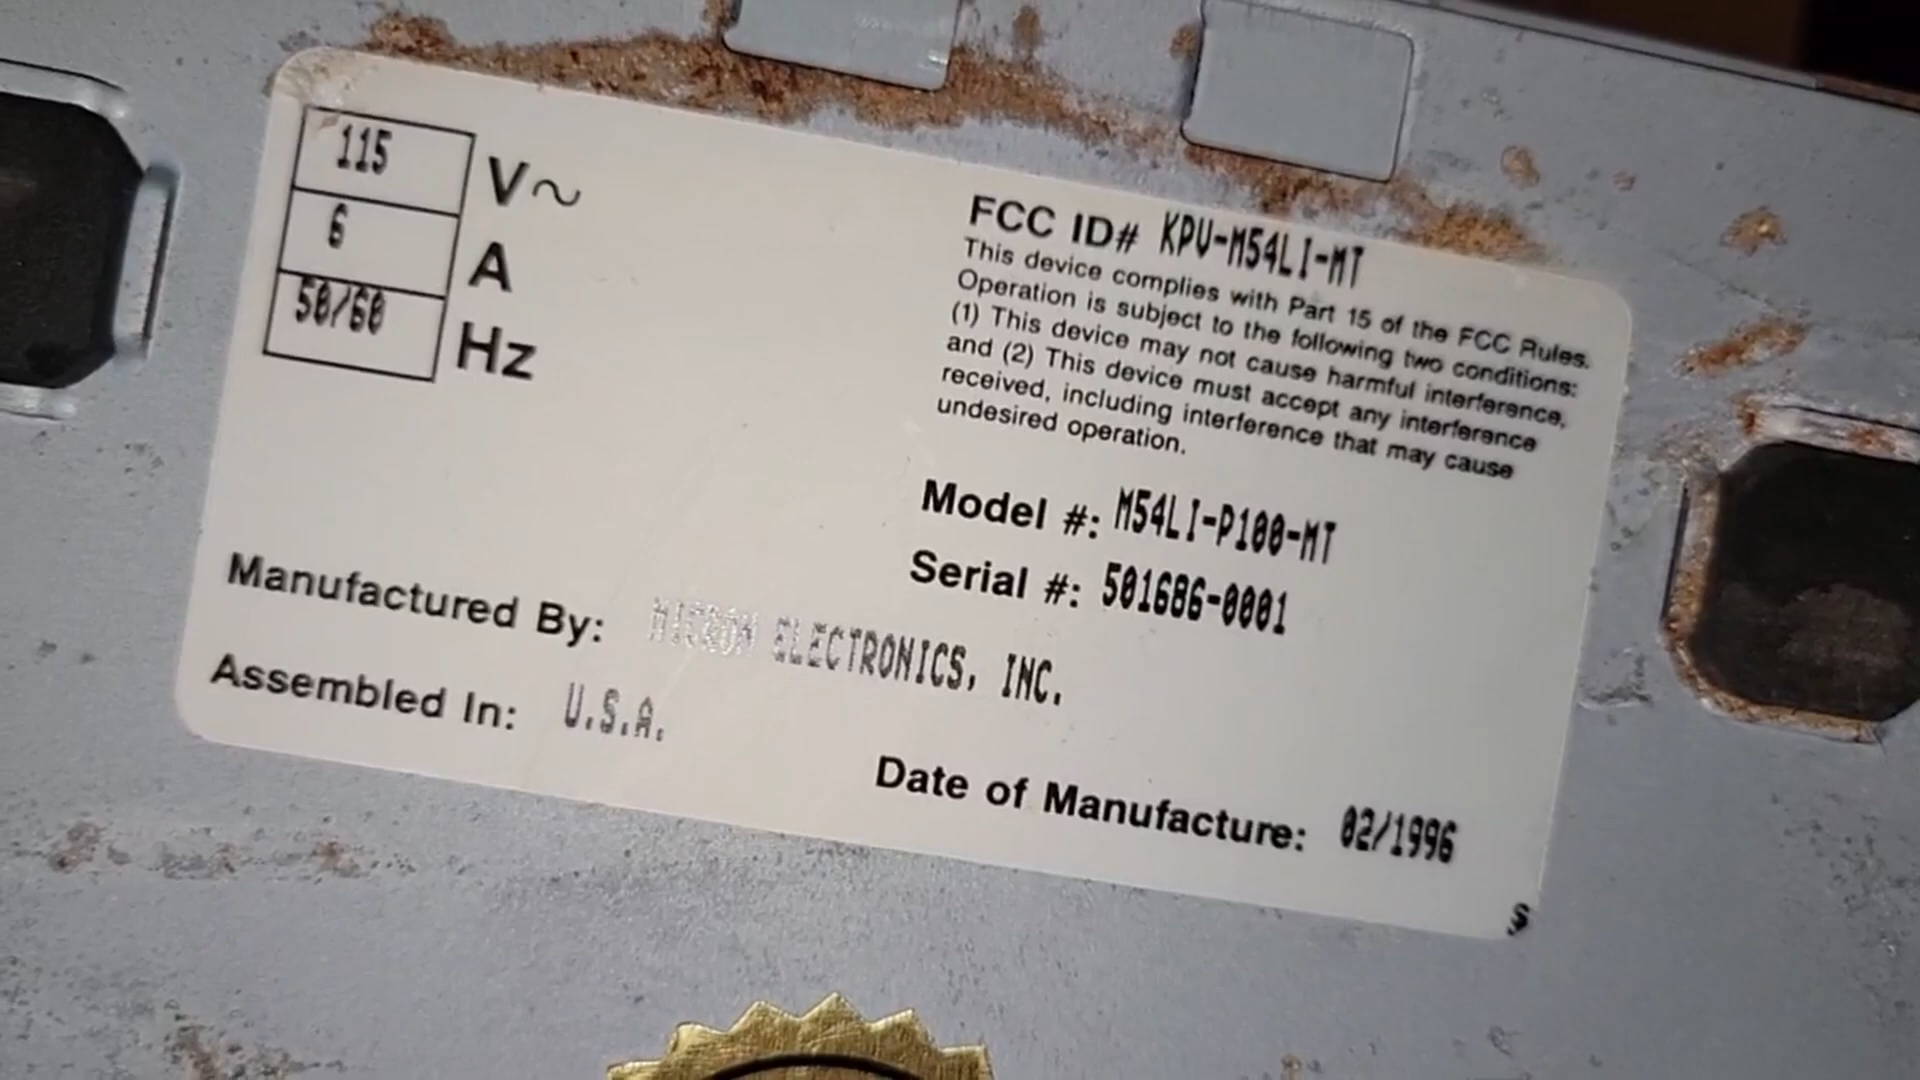 115 V~
6 A
50/60 Hz
FCC ID# KPV-M54LI-MT
This device complies with Part 15 of the FCC Rules.
Operation is subject to the following two conditions:
(1) This device may not cause harmful interference,
and (2) This device must accept any interference
received, including interference that may cause
undesired operation.
Model #: M54LI-P100-MT
Serial #: 501686-0001
Manufactured By: MICRON ELECTRONICS, INC.
Assembled In: U.S.A.
Date of Manufacture: 02/1996
S